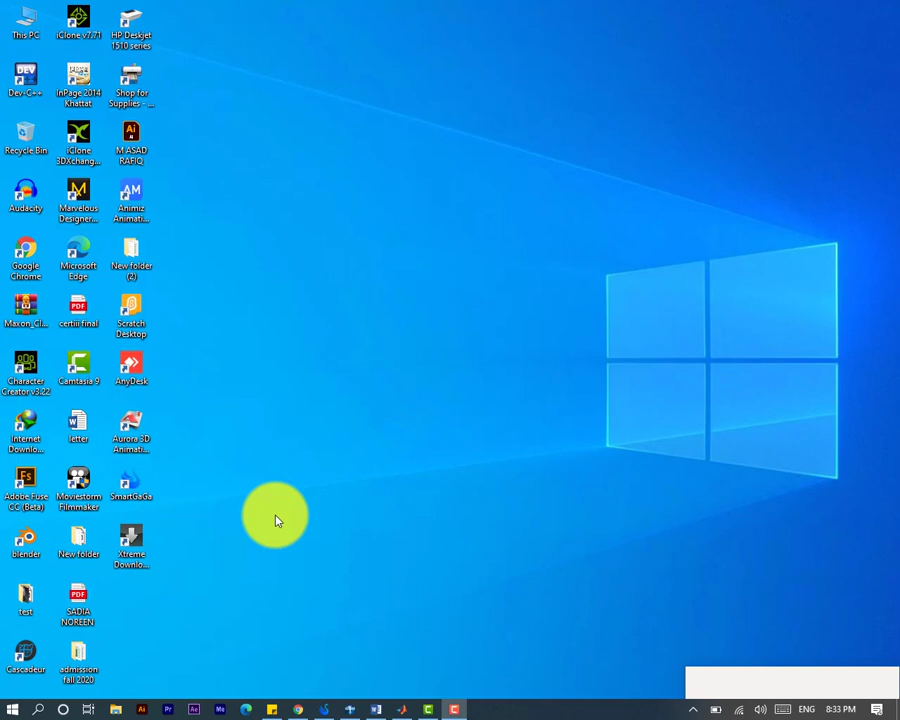 This PC
iClone v7.71
HP Deskjet
1510 series
Dev-C++
InPage 2014
Khattat
Shop for
Supplies - ...
Recycle Bin
iClone
3DXchang...
M ASAD
RAFIQ
Audacity
Marvelous
Designer...
Animiz
Animati...
Google
Chrome
Microsoft
Edge
New folder
(2)
Maxon_Cl...
certiii final
Scratch
Desktop
Character
Creator v3.22
Camtasia 9
AnyDesk
Internet
Downlo...
letter
Aurora 3D
Animati...
Adobe Fuse
CC (Beta)
Moviestorm
Filmmaker
SmartGaGa
blender
New folder
Xtreme
Downlo...
test
SADIA
NOREEN
Cascadeur
admission
fall 2020
ENG
8:33 PM